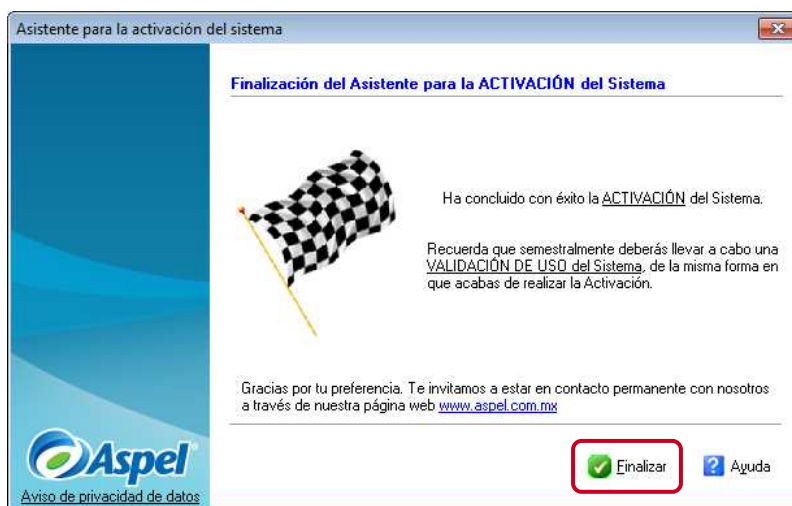 Asistente para la activación del sistema
Finalización del Asistente para la ACTIVACIÓN del Sistema
Ha concluido con éxito la ACTIVACIÓN del Sistema.
Recuerda que semestralmente deberás llevar a cabo una
VALIDACIÓN DE USO del Sistema, de la misma forma en
que acabas de realizar la Activación.
Gracias por tu preferencia. Te invitamos a estar en contacto permanente con nosotros
a través de nuestra página web www.aspel.com.mx
Aspel
Finalizar
Ayuda
Aviso de privacidad de datos